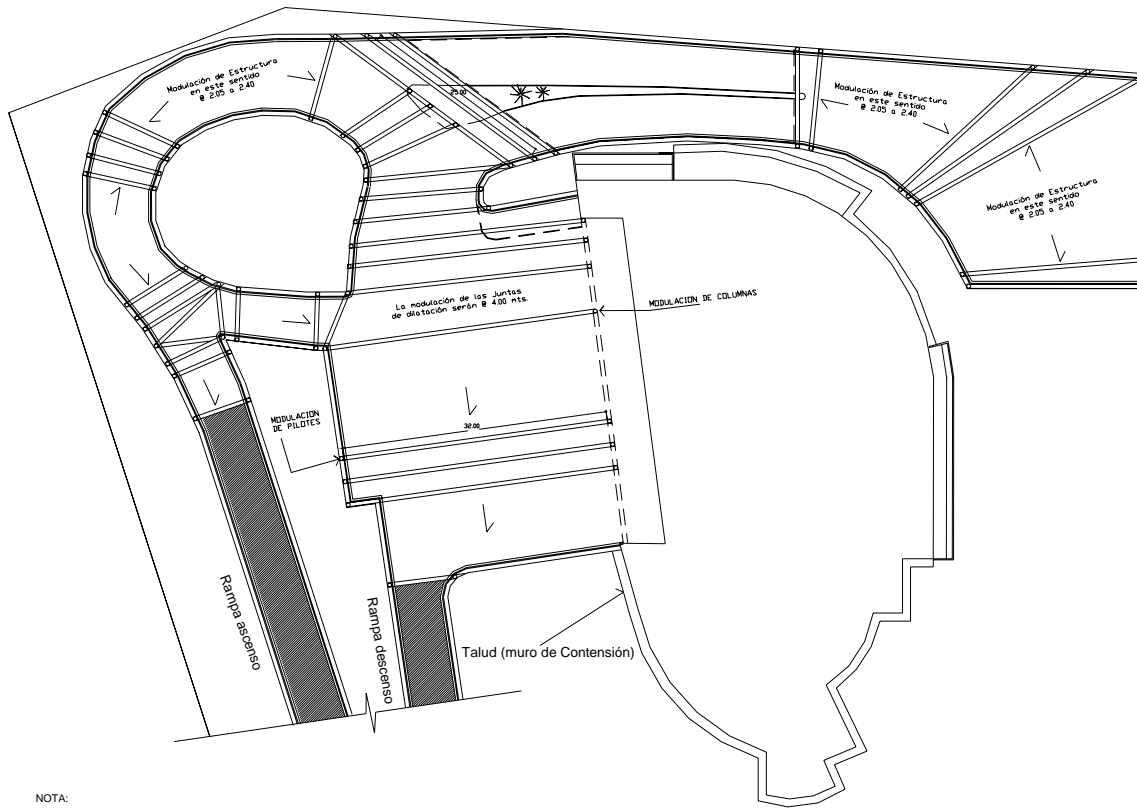 Modulación de Estructura
en este sentido
@ 2.05 a 2.40
25.00
Modulación de Estructura
en este sentido
@ 2.05 a 2.40
Modulación de Estructura
en este sentido
@ 2.05 a 2.40
La modulación de las Juntas
de dilatación serán @ 4.00 mts.
MODULACION DE COLUMNAS
MODULACION
DE PILOTES
32.00
Rampa ascenso
Rampa descenso
Talud (muro de Contensión)
NOTA: